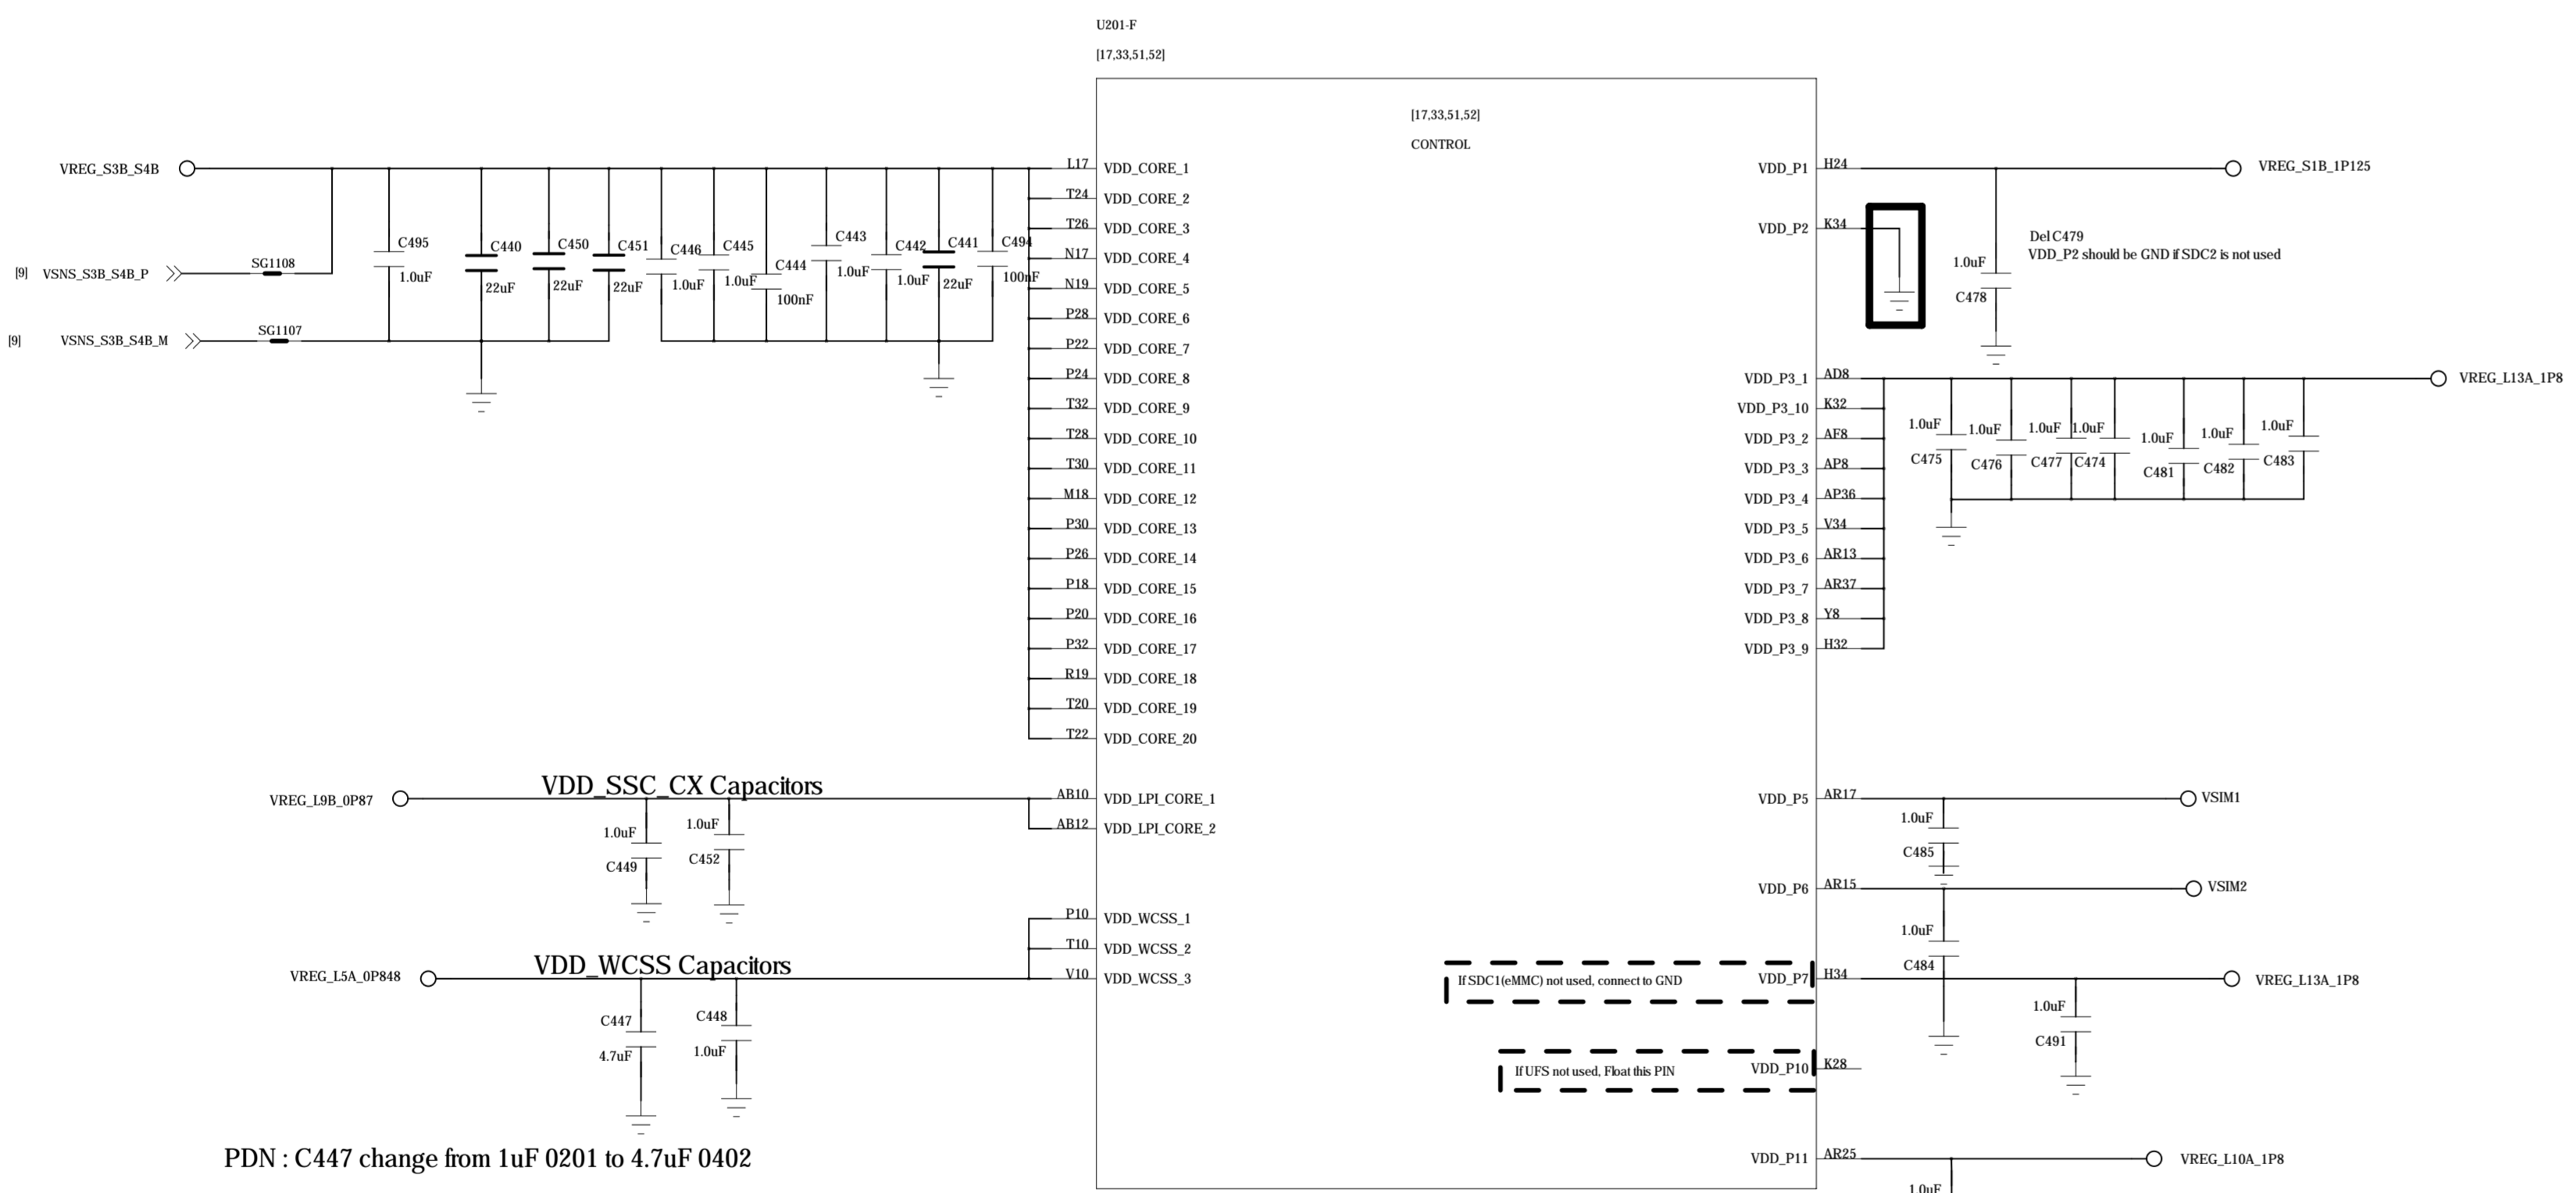 U201-F
[17,33,51,52]
[17,33,51,52]
CONTROL
VREG_S3B_S4B
[9] VSNS_S3B_S4B_P
SG1108
[9] VSNS_S3B_S4B_M
SG1107
C495
1.0uF
C440
22uF
C450
22uF
C451
22uF
C446
1.0uF
C445
1.0uF
C444
100nF
C443
1.0uF
C442
1.0uF
C441
22uF
C494
100nF
L17 VDD_CORE_1
T24 VDD_CORE_2
T26 VDD_CORE_3
N17 VDD_CORE_4
N19 VDD_CORE_5
P28 VDD_CORE_6
P22 VDD_CORE_7
P24 VDD_CORE_8
T32 VDD_CORE_9
T28 VDD_CORE_10
T30 VDD_CORE_11
M18 VDD_CORE_12
P30 VDD_CORE_13
P26 VDD_CORE_14
P18 VDD_CORE_15
P20 VDD_CORE_16
P32 VDD_CORE_17
R19 VDD_CORE_18
T20 VDD_CORE_19
T22 VDD_CORE_20
VDD_SSC_CX Capacitors
VREG_L9B_0P87
1.0uF
C449
1.0uF
C452
AB10 VDD_LPI_CORE_1
AB12 VDD_LPI_CORE_2
P10 VDD_WCSS_1
T10 VDD_WCSS_2
V10 VDD_WCSS_3
VDD_WCSS Capacitors
VREG_L5A_0P848
C447
4.7uF
C448
1.0uF
PDN : C447 change from 1uF 0201 to 4.7uF 0402
VDD_P1 H24
VREG_S1B_1P125
VDD_P2 K34
Del C479
VDD_P2 should be GND if SDC2 is not used
1.0uF
C478
VDD_P3_1 AD8
VREG_L13A_1P8
VDD_P3_10 K32
VDD_P3_2 AF8
VDD_P3_3 AP8
VDD_P3_4 AP36
VDD_P3_5 V34
VDD_P3_6 AR13
VDD_P3_7 AR37
VDD_P3_8 Y8
VDD_P3_9 H32
1.0uF
C475
1.0uF
C476
1.0uF
C477
1.0uF
C474
1.0uF
C481
1.0uF
C482
1.0uF
C483
VDD_P5 AR17
VSIM1
1.0uF
C485
VDD_P6 AR15
VSIM2
1.0uF
C484
If SDC1(eMMC) not used, connect to GND
VDD_P7 H34
VREG_L13A_1P8
1.0uF
C491
If UFS not used, Float this PIN
VDD_P10 K28
VDD_P11 AR25
VREG_L10A_1P8
1.0uF